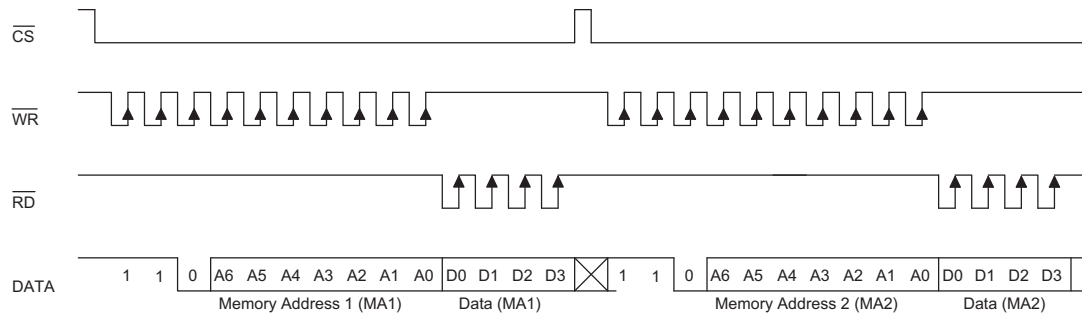 CS
WR
RD
DATA 1 1 0 A6 A5 A4 A3 A2 A1 A0 D0 D1 D2 D3 1 1 0 A6 A5 A4 A3 A2 A1 A0 D0 D1 D2 D3
Memory Address 1 (MA1) Data (MA1) Memory Address 2 (MA2) Data (MA2)